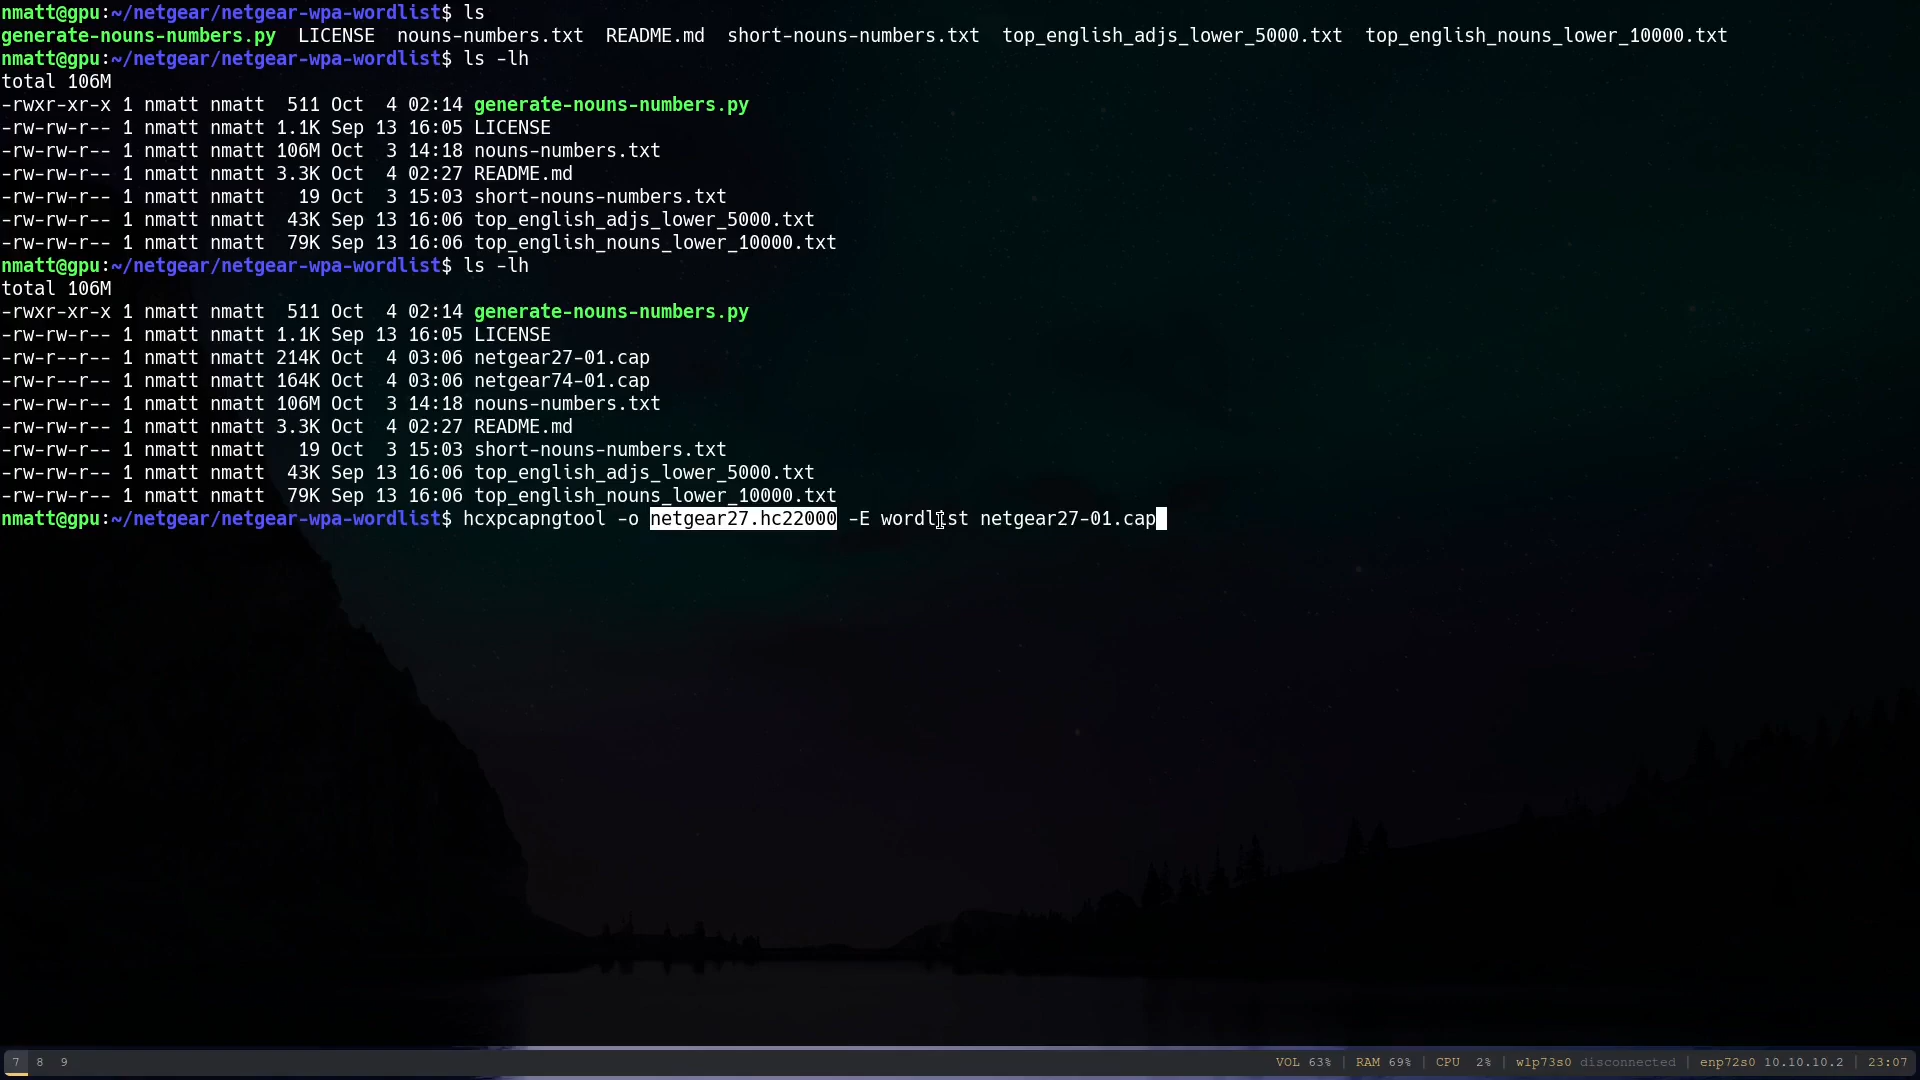 nmatt@gpu:~/netgear/netgear-wpa-wordlist$ ls
generate-nouns-numbers.py  LICENSE  nouns-numbers.txt  README.md  short-nouns-numbers.txt  top_english_adjs_lower_5000.txt  top_english_nouns_lower_10000.txt
nmatt@gpu:~/netgear/netgear-wpa-wordlist$ ls -lh
total 106M
-rwxr-xr-x 1 nmatt nmatt  511 Oct  4 02:14 generate-nouns-numbers.py
-rw-rw-r-- 1 nmatt nmatt 1.1K Sep 13 16:05 LICENSE
-rw-rw-r-- 1 nmatt nmatt 106M Oct  3 14:18 nouns-numbers.txt
-rw-rw-r-- 1 nmatt nmatt 3.3K Oct  4 02:27 README.md
-rw-rw-r-- 1 nmatt nmatt   19 Oct  3 15:03 short-nouns-numbers.txt
-rw-rw-r-- 1 nmatt nmatt  43K Sep 13 16:06 top_english_adjs_lower_5000.txt
-rw-rw-r-- 1 nmatt nmatt  79K Sep 13 16:06 top_english_nouns_lower_10000.txt
nmatt@gpu:~/netgear/netgear-wpa-wordlist$ ls -lh
total 106M
-rwxr-xr-x 1 nmatt nmatt  511 Oct  4 02:14 generate-nouns-numbers.py
-rw-rw-r-- 1 nmatt nmatt 1.1K Sep 13 16:05 LICENSE
-rw-r--r-- 1 nmatt nmatt 214K Oct  4 03:06 netgear27-01.cap
-rw-r--r-- 1 nmatt nmatt 164K Oct  4 03:06 netgear74-01.cap
-rw-rw-r-- 1 nmatt nmatt 106M Oct  3 14:18 nouns-numbers.txt
-rw-rw-r-- 1 nmatt nmatt 3.3K Oct  4 02:27 README.md
-rw-rw-r-- 1 nmatt nmatt   19 Oct  3 15:03 short-nouns-numbers.txt
-rw-rw-r-- 1 nmatt nmatt  43K Sep 13 16:06 top_english_adjs_lower_5000.txt
-rw-rw-r-- 1 nmatt nmatt  79K Sep 13 16:06 top_english_nouns_lower_10000.txt
nmatt@gpu:~/netgear/netgear-wpa-wordlist$ hcxpcapngtool -o netgear27.hc22000 -E wordlist netgear27-01.cap
7 8 9 VOL 63% | RAM 69% | CPU 2% | wlp73s0 disconnected | enp72s0 10.10.10.2 | 23:07